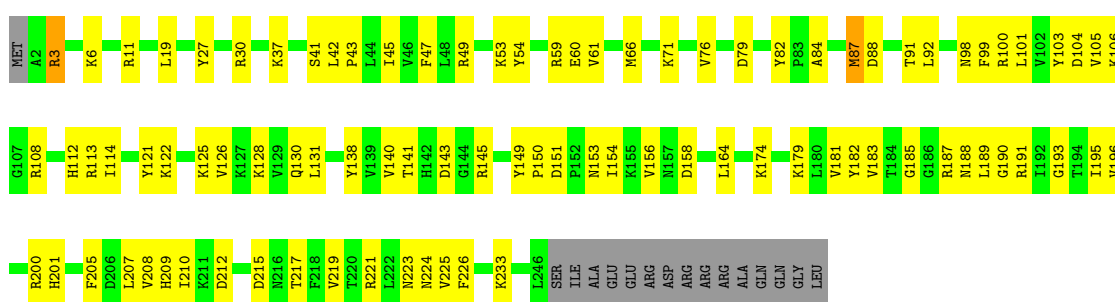 MET A2 R3 K6 R11 L19 Y27 R30 K37 S41 L42 P43 L44 I45 V46 F47 L48 R49 K53 Y54 R59 E60 V61 M66 K71 V76 D79 Y82 P83 A84 M87 D88 T91 L92 N98 F99 R100 L101 V102 Y103 D104 V105 K106
G107 R108 H112 R113 I114 Y121 K122 K125 V126 K127 K128 V129 Q130 L131 Y138 V139 V140 T141 H142 D143 G144 R145 Y149 P150 D151 P152 N153 I154 K155 V156 N157 D158 L164 K174 K179 L180 V181 Y182 V183 T184 G185 G186 R187 N188 L189 G190 R191 I192 G193 T194 I195 V196
R200 H201 F205 D206 L207 V208 H209 I210 K211 D212 D215 N216 T217 F218 V219 T220 R221 L222 N223 N224 V225 F226 K233 L246 SER ILE ALA GLU GLU ARG ASP ARG ARG ARG ALA GLN GLN GLY LEU